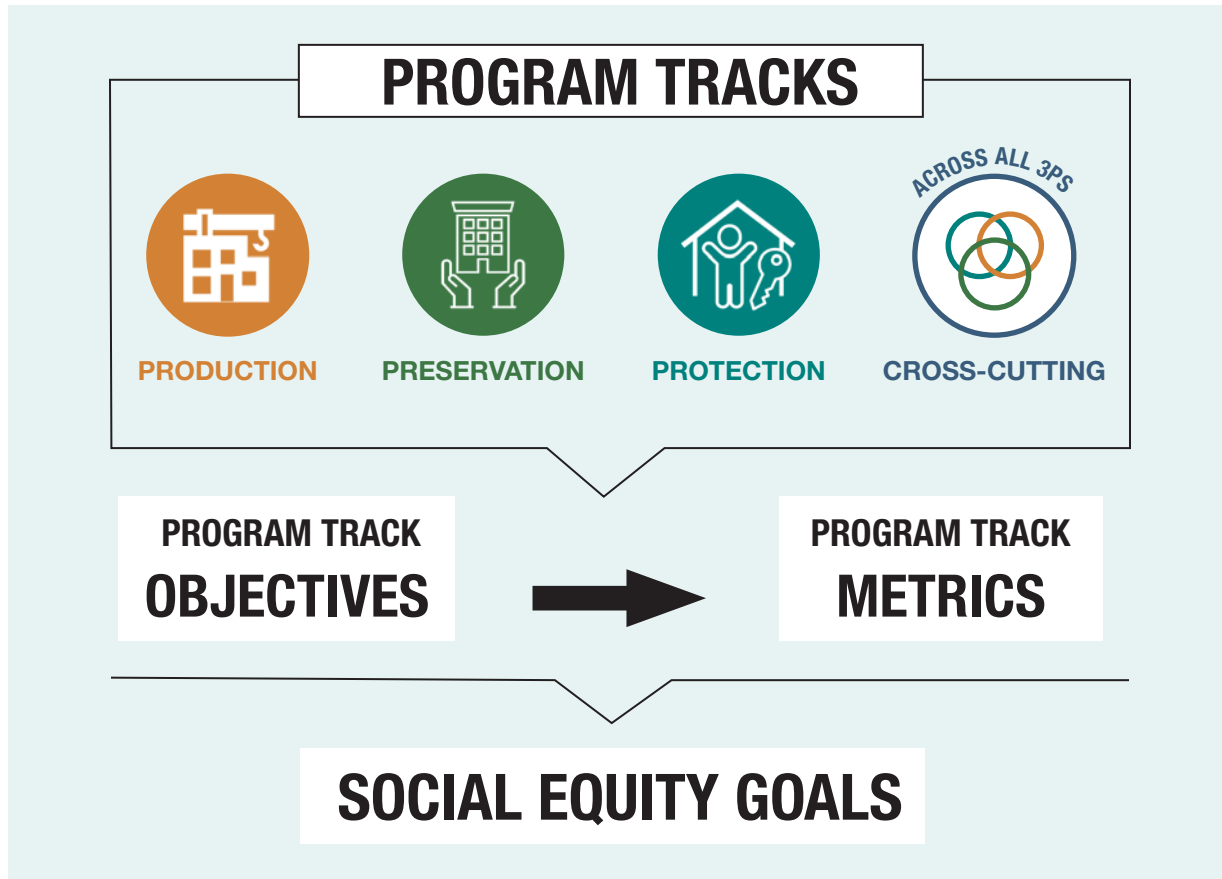 PROGRAM TRACKS
ACROSS ALL 3PS
PRODUCTION
PRESERVATION
PROTECTION
CROSS-CUTTING
PROGRAM TRACK
OBJECTIVES
PROGRAM TRACK
METRICS
SOCIAL EQUITY GOALS